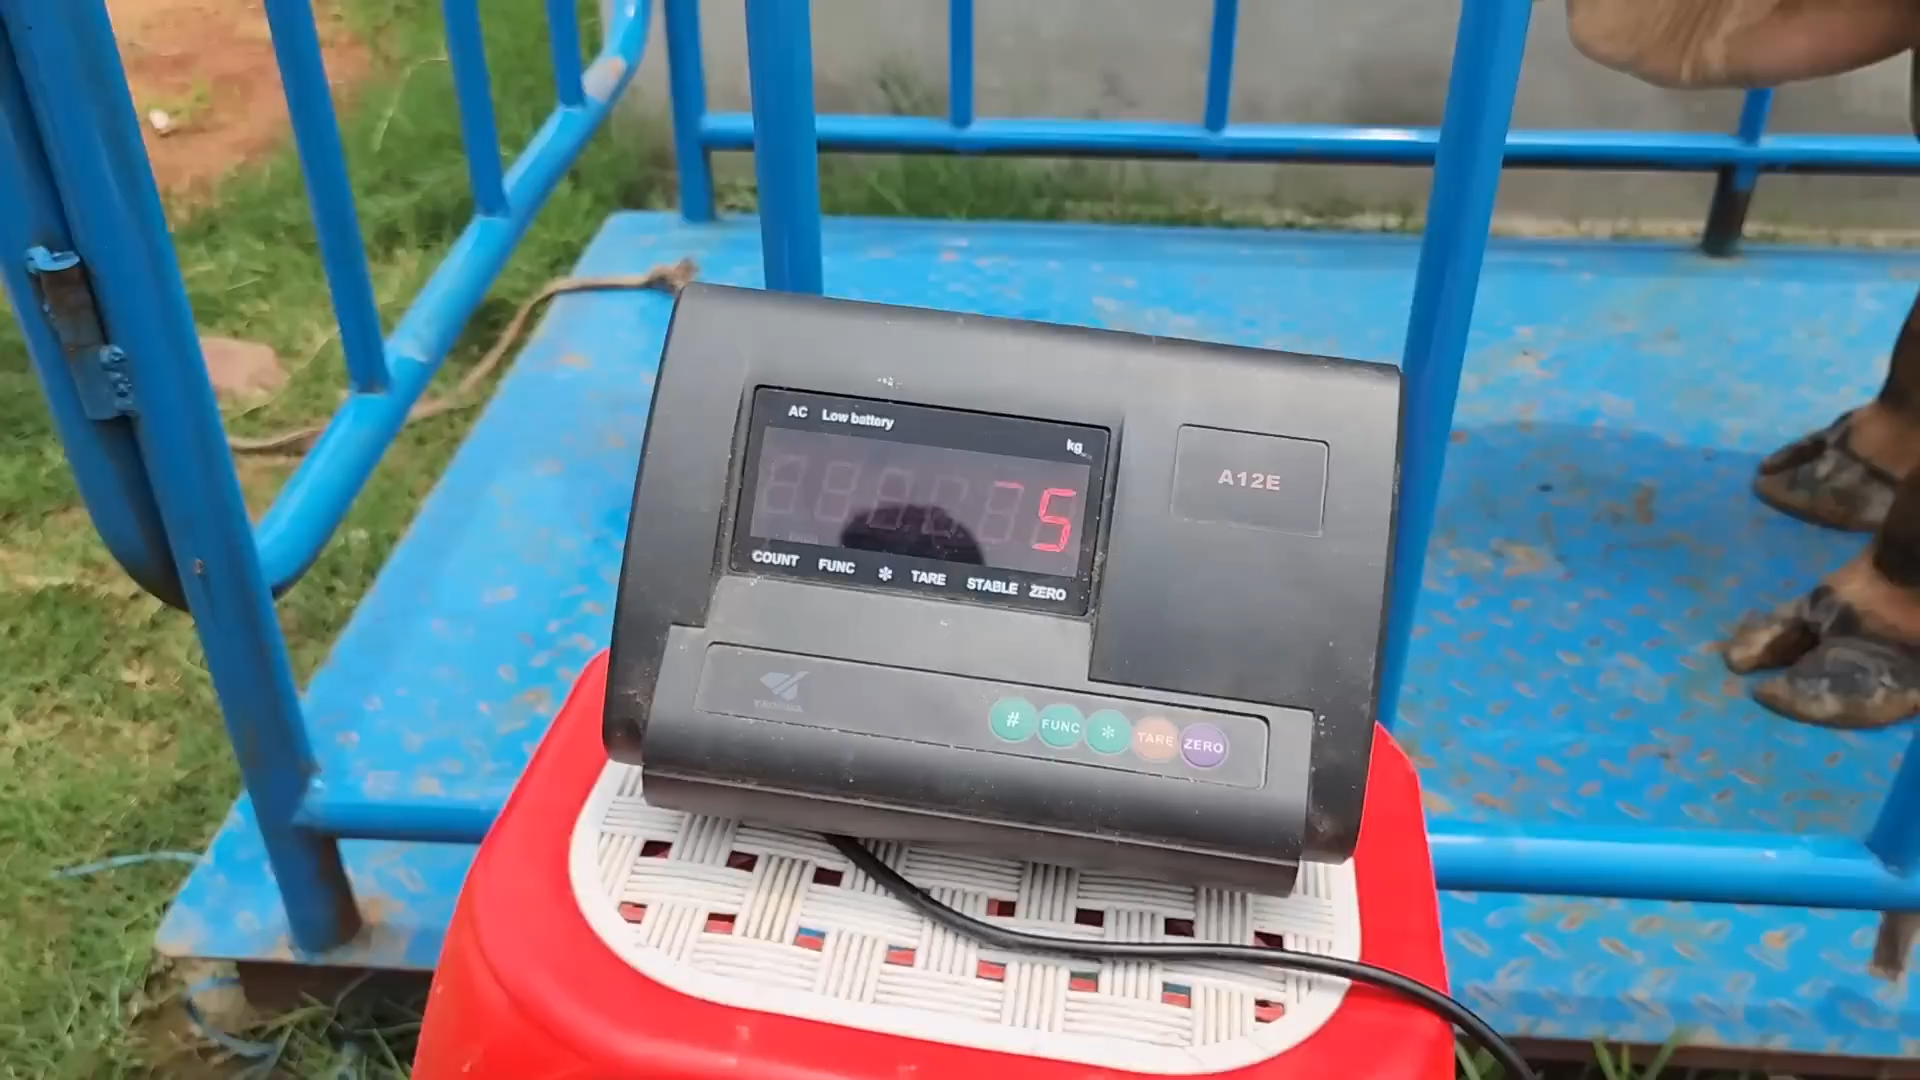 AC Low battery
kg
5
COUNT FUNC * TARE STABLE ZERO
A12E
# FUNC * TARE ZERO